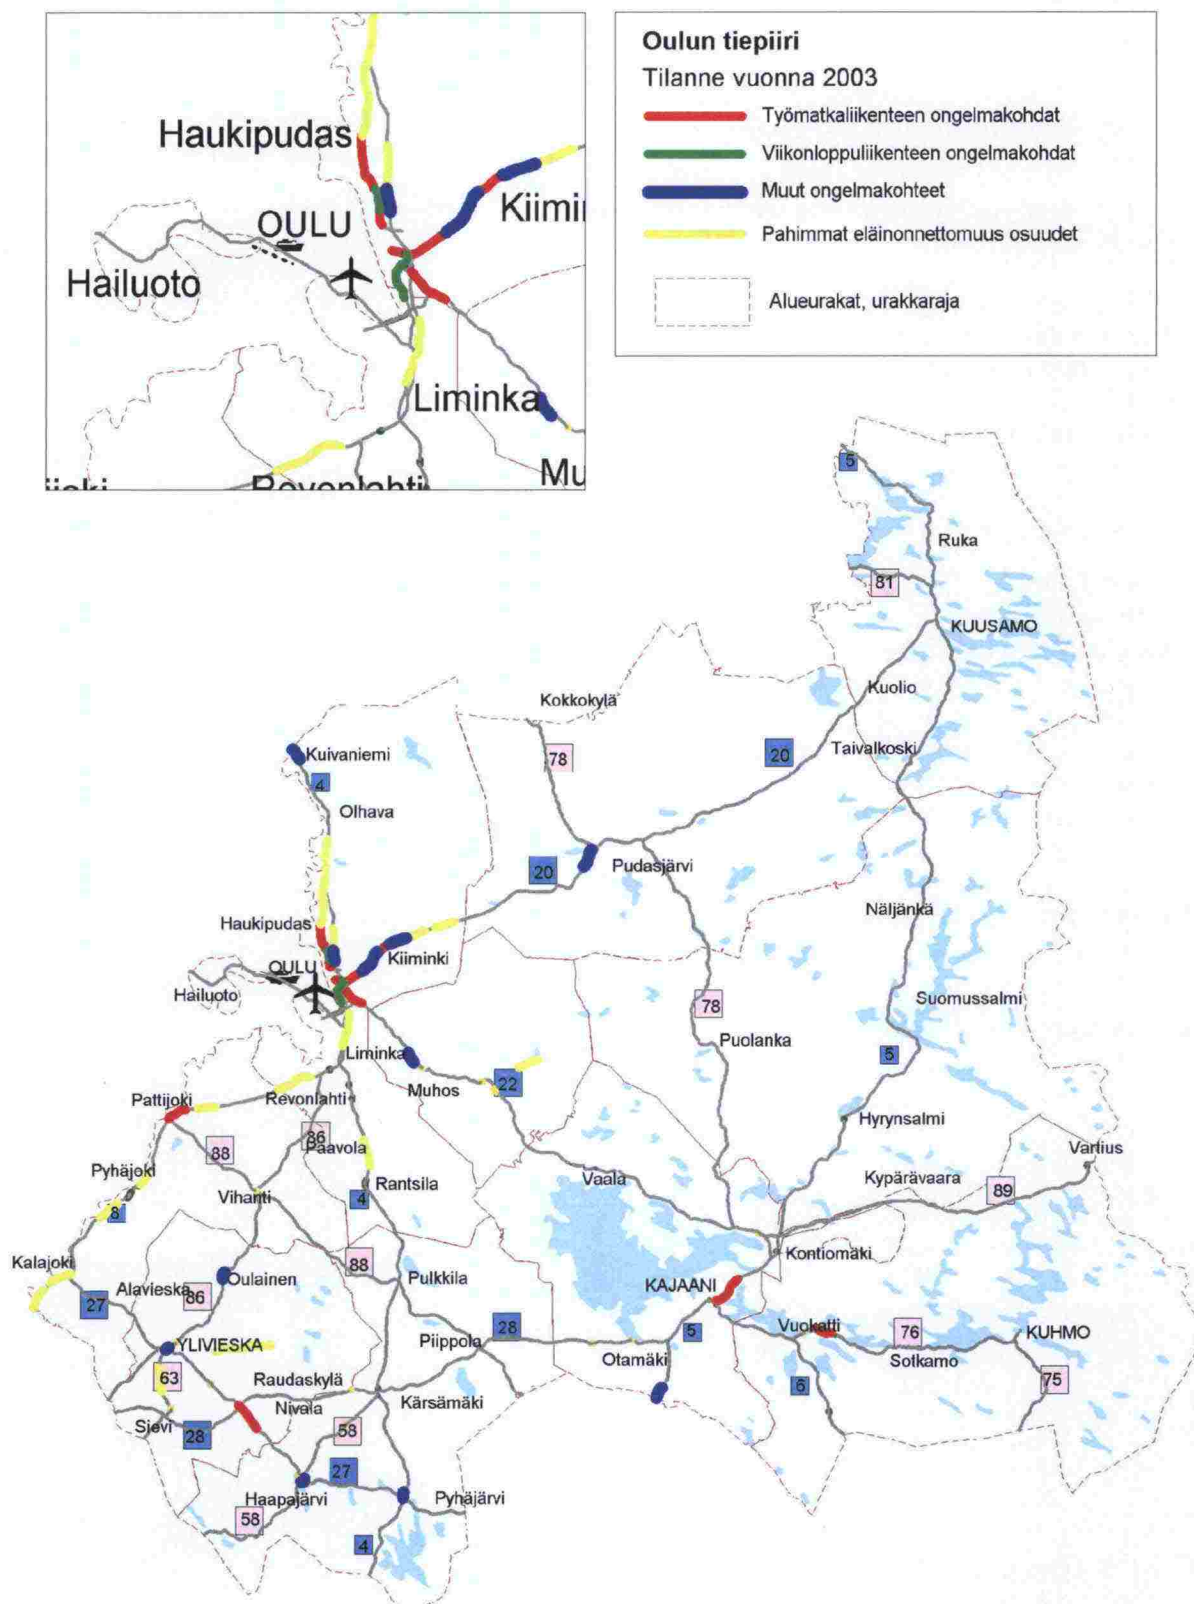 Haukipudas
Kiimi
OULU
Hailuoto
Liminka
Mu
Revonlahti
Oulun tiepiiri
Tilanne vuonna 2003
Työmatkaliikenteen ongelmakohdat
Viikonloppuliikenteen ongelmakohdat
Muut ongelmakohteet
Pahimmat eläinonnettomuus osuudet
Alueurakat, urakkaraja
5
Ruka
81
KUUSAMO
Kuolio
Kokkokylä
Taivalkoski
20
78
Kuivaniemi
4
Olhava
Pudasjärvi
20
Näljänkä
Haukipudas
Kiiminki
OULU
Hailuoto
Suomussalmi
78
Puolanka
5
Liminka
Muhos
22
Pattijoki
Revonlahti
Hyrynsalmi
86
Paavola
88
Vartius
Pyhäjoki
Rantsila
Vaala
Kypärävaara
89
Vihanti
4
8
Kalajoki
88
Kontiomäki
Alavieska
Oulainen
Pulkkila
KAJAANI
86
27
Piippola
28
5
Vuokatti
76
KUHMO
YLIVIESKA
Otamäki
Sotkamo
63
Raudaskylä
Kärsämäki
6
75
Nivala
Sievi
28
58
27
Haapajärvi
Pyhäjärvi
58
4